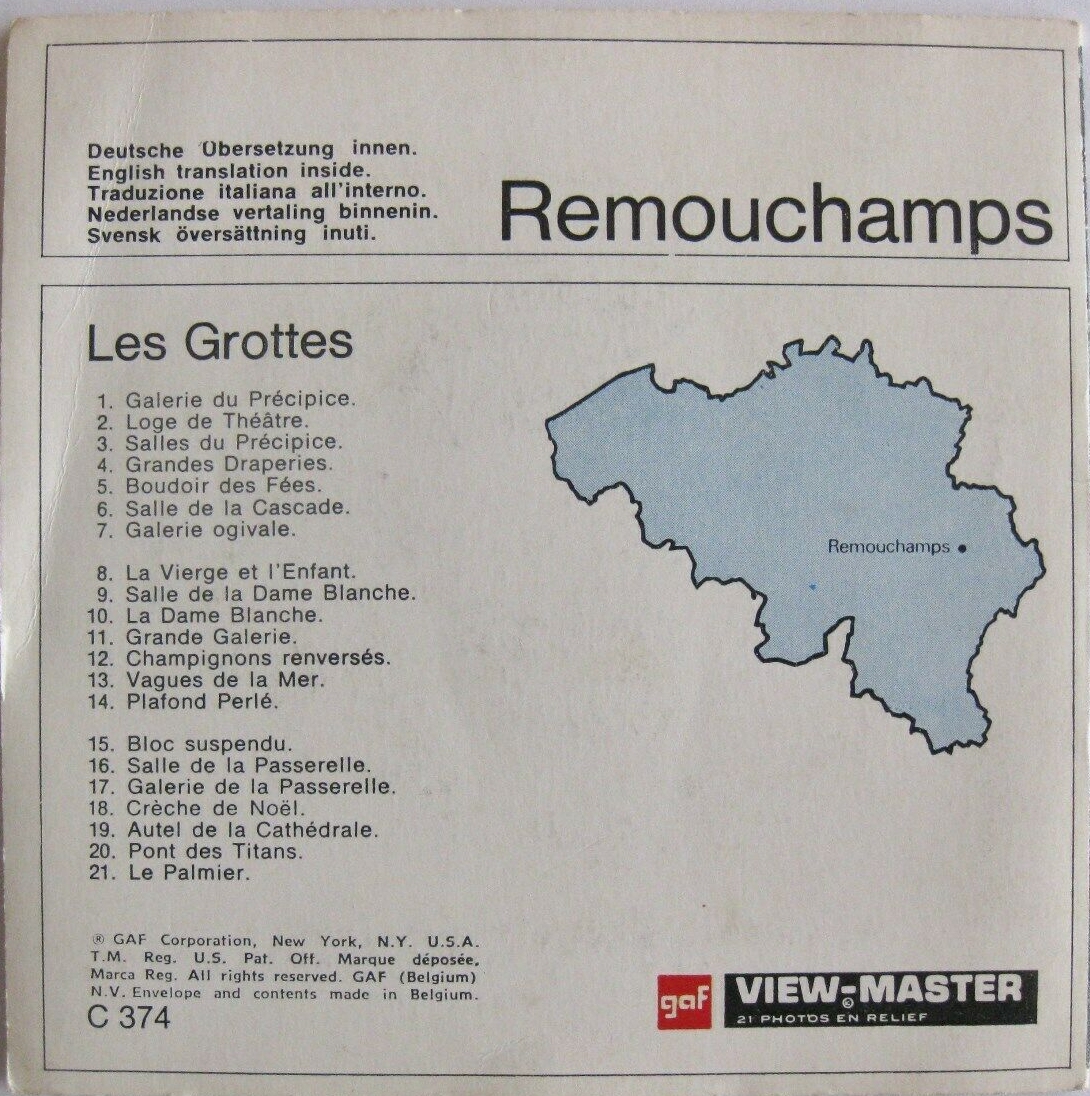 Deutsche Übersetzung innen.
English translation inside.
Traduzione italiana all'interno.
Nederlandse vertaling binnenin.
Svensk översättning inuti.
Remouchamps
Les Grottes
1. Galerie du Précipice.
2. Loge de Théâtre.
3. Salles du Précipice.
4. Grandes Draperies.
5. Boudoir des Fées.
6. Salle de la Cascade.
7. Galerie ogivale.
8. La Vierge et l'Enfant.
9. Salle de la Dame Blanche.
10. La Dame Blanche.
11. Grande Galerie.
12. Champignons renversés.
13. Vagues de la Mer.
14. Plafond Perlé.
15. Bloc suspendu.
16. Salle de la Passerelle.
17. Galerie de la Passerelle.
18. Crèche de Noël.
19. Autel de la Cathédrale.
20. Pont des Titans.
21. Le Palmier.
Remouchamps
® GAF Corporation, New York, N.Y. U.S.A.
T.M. Reg. U.S. Pat. Off. Marque déposée,
Marca Reg. All rights reserved. GAF (Belgium)
N.V. Envelope and contents made in Belgium.
C 374
gaf
VIEW-MASTER
21 PHOTOS EN RELIEF